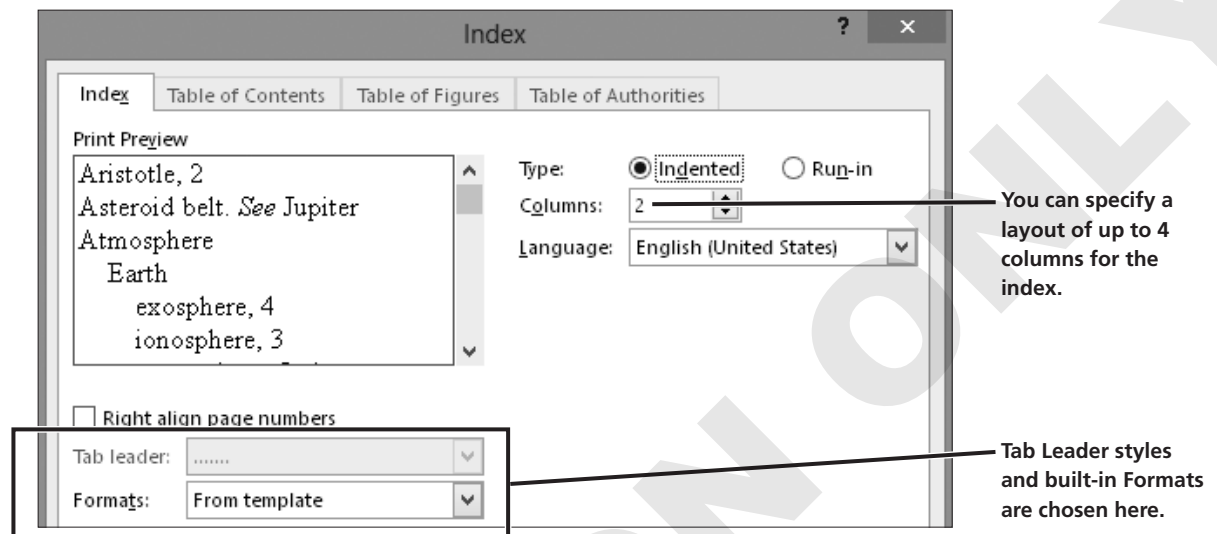 Index
? ×
Index Table of Contents Table of Figures Table of Authorities
Print Preview
Aristotle, 2
Asteroid belt. See Jupiter
Atmosphere
Earth
exosphere, 4
ionosphere, 3
Type: Indented Run-in
Columns: 2
Language: English (United States)
You can specify a
layout of up to 4
columns for the
index.
Right align page numbers
Tab leader: .......
Formats: From template
Tab Leader styles
and built-in Formats
are chosen here.
ON ONLY